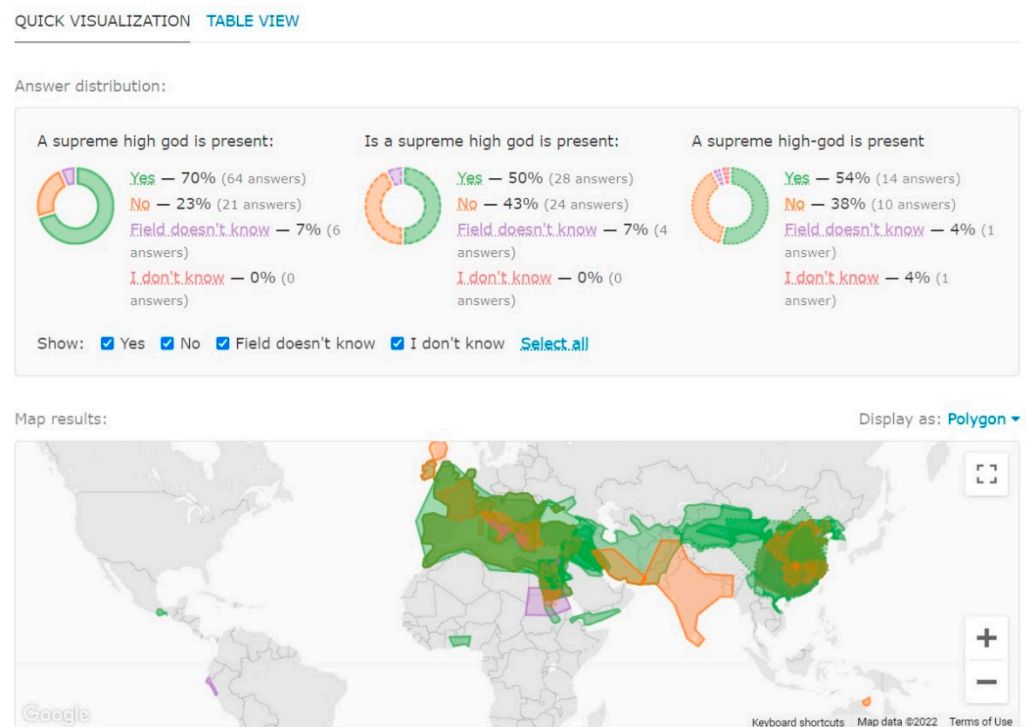 QUICK VISUALIZATION TABLE VIEW
Answer distribution:
A supreme high god is present:
Yes — 70% (64 answers)
No — 23% (21 answers)
Field doesn't know — 7% (6
answers)
I don't know — 0% (0
answers)
Is a supreme high god is present:
Yes — 50% (28 answers)
No — 43% (24 answers)
Field doesn't know — 7% (4
answers)
I don't know — 0% (0
answers)
A supreme high-god is present
Yes — 54% (14 answers)
No — 38% (10 answers)
Field doesn't know — 4% (1
answer)
I don't know — 4% (1
answer)
Show: Yes No Field doesn't know I don't know Select all
Map results:
Display as: Polygon
Google
Keyboard shortcuts Map data ©2022 Terms of Use